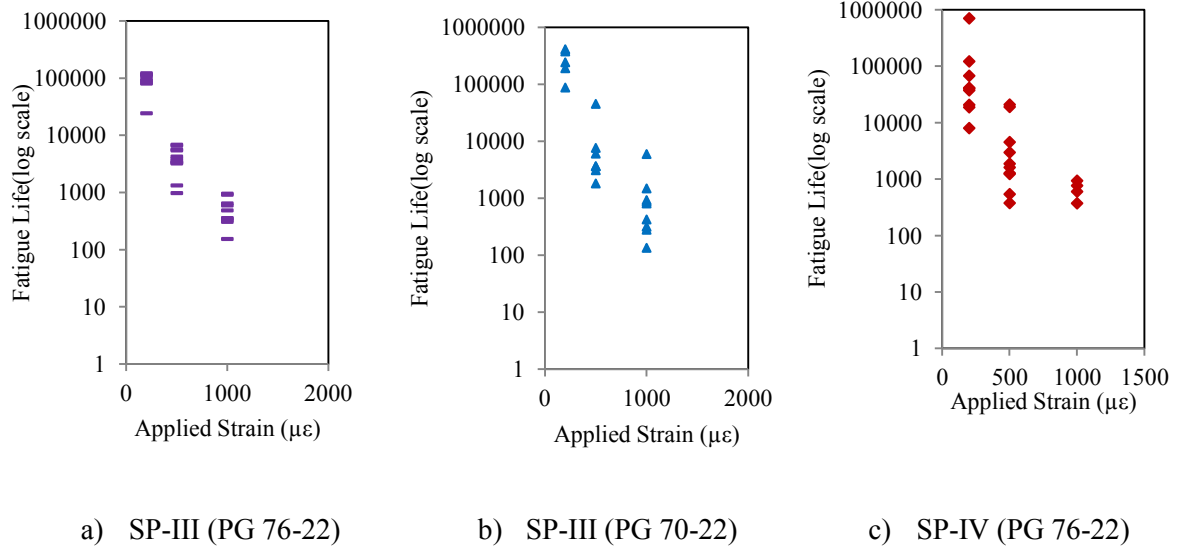 Fatigue Life(log scale)
1000000
100000
10000
1000
100
10
1
0 1000 2000
Applied Strain (µε)
a) SP-III (PG 76-22)
Fatigue Life(log scale)
1000000
100000
10000
1000
100
10
1
0 1000 2000
Applied Strain (µε)
b) SP-III (PG 70-22)
Fatigue Life(log scale)
1000000
100000
10000
1000
100
10
1
0 500 1000 1500
Applied Strain (µε)
c) SP-IV (PG 76-22)